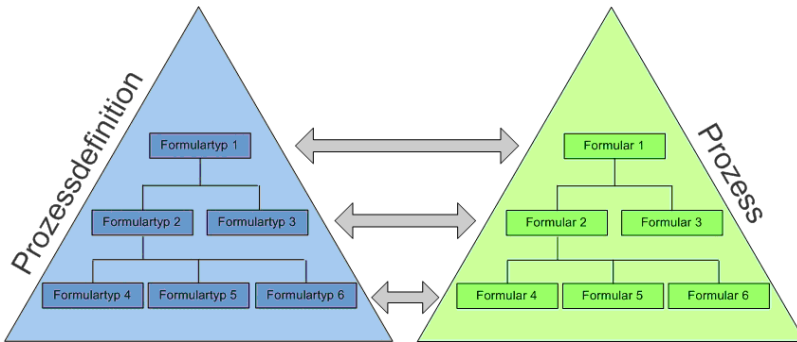 Prozessdefinition
Formulartyp 1
Formulartyp 2
Formulartyp 3
Formulartyp 4
Formulartyp 5
Formulartyp 6
Prozess
Formular 1
Formular 2
Formular 3
Formular 4
Formular 5
Formular 6